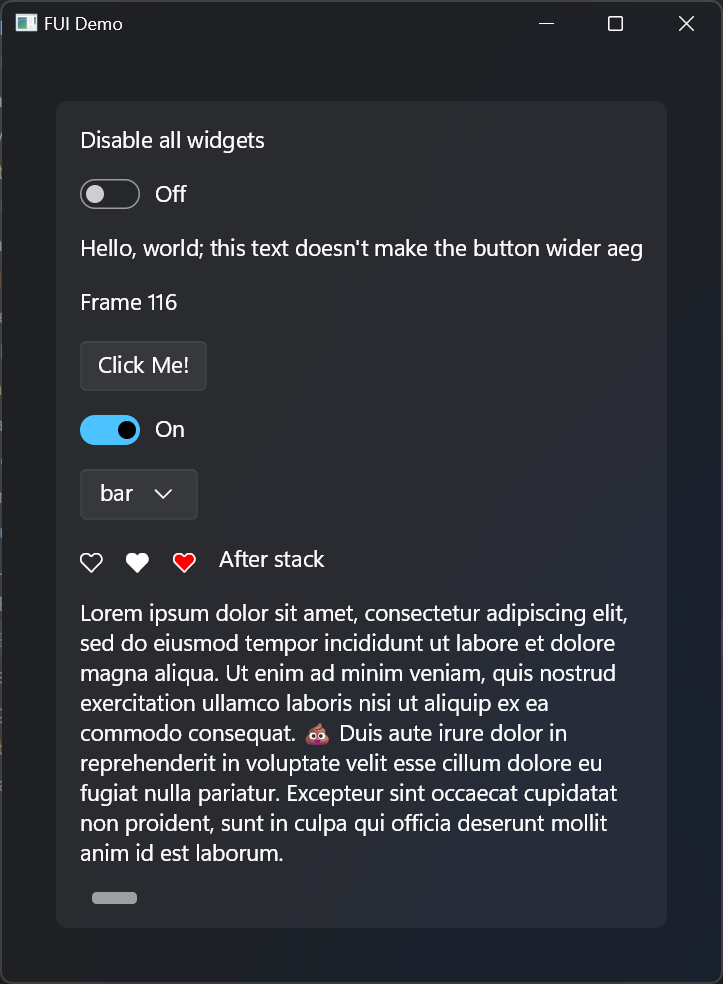 FUI Demo
Disable all widgets
Off
Hello, world; this text doesn't make the button wider aeg
Frame 116
Click Me!
On
bar
After stack
Lorem ipsum dolor sit amet, consectetur adipiscing elit,
sed do eiusmod tempor incididunt ut labore et dolore
magna aliqua. Ut enim ad minim veniam, quis nostrud
exercitation ullamco laboris nisi ut aliquip ex ea
commodo consequat. 💩 Duis aute irure dolor in
reprehenderit in voluptate velit esse cillum dolore eu
fugiat nulla pariatur. Excepteur sint occaecat cupidatat
non proident, sunt in culpa qui officia deserunt mollit
anim id est laborum.